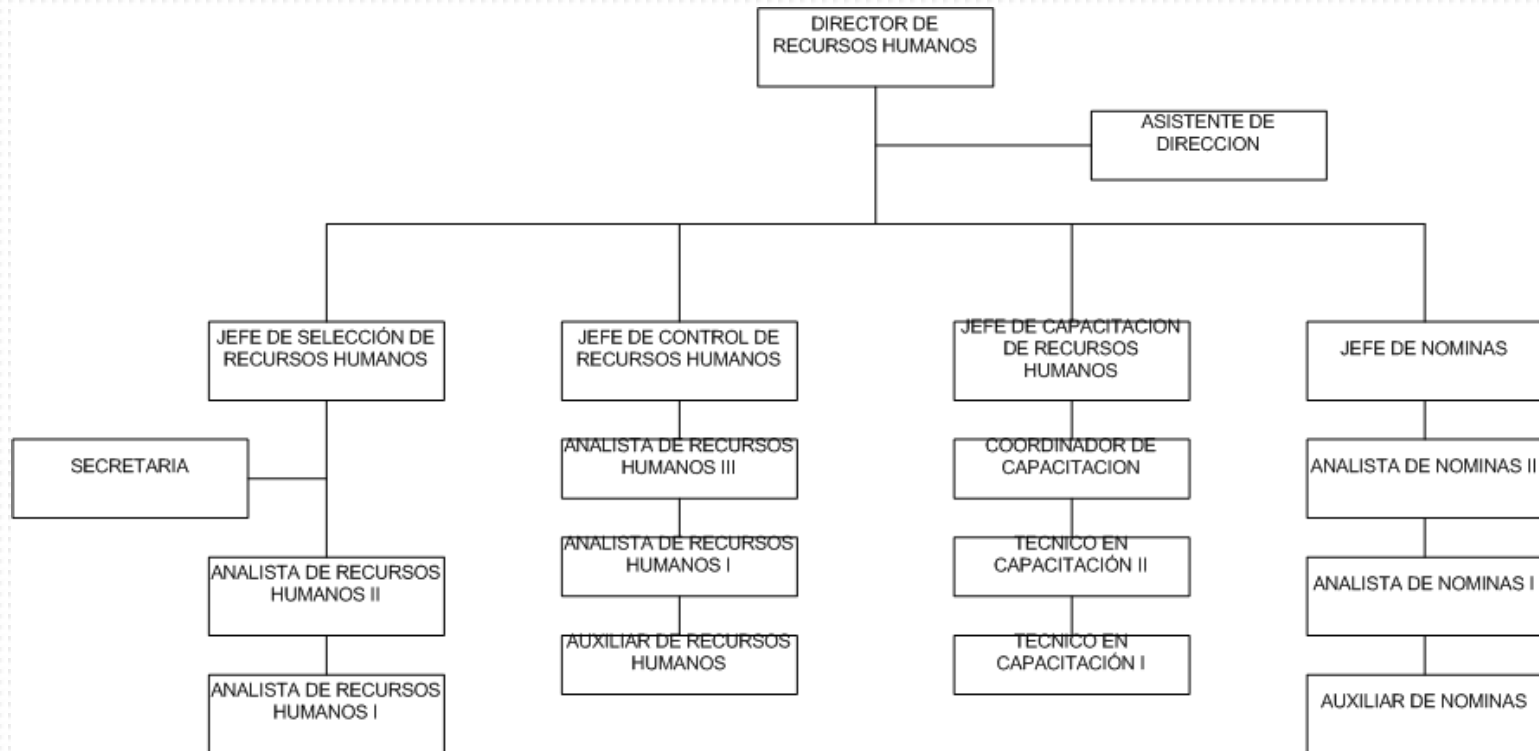 DIRECTOR DE
RECURSOS HUMANOS
ASISTENTE DE
DIRECCION
JEFE DE SELECCIÓN DE
RECURSOS HUMANOS
JEFE DE CONTROL DE
RECURSOS HUMANOS
JEFE DE CAPACITACION
DE RECURSOS
HUMANOS
JEFE DE NOMINAS
SECRETARIA
ANALISTA DE RECURSOS
HUMANOS III
COORDINADOR DE
CAPACITACION
ANALISTA DE NOMINAS II
ANALISTA DE RECURSOS
HUMANOS II
ANALISTA DE RECURSOS
HUMANOS I
TECNICO EN
CAPACITACIÓN II
ANALISTA DE NOMINAS I
ANALISTA DE RECURSOS
HUMANOS I
AUXILIAR DE RECURSOS
HUMANOS
TECNICO EN
CAPACITACIÓN I
AUXILIAR DE NOMINAS